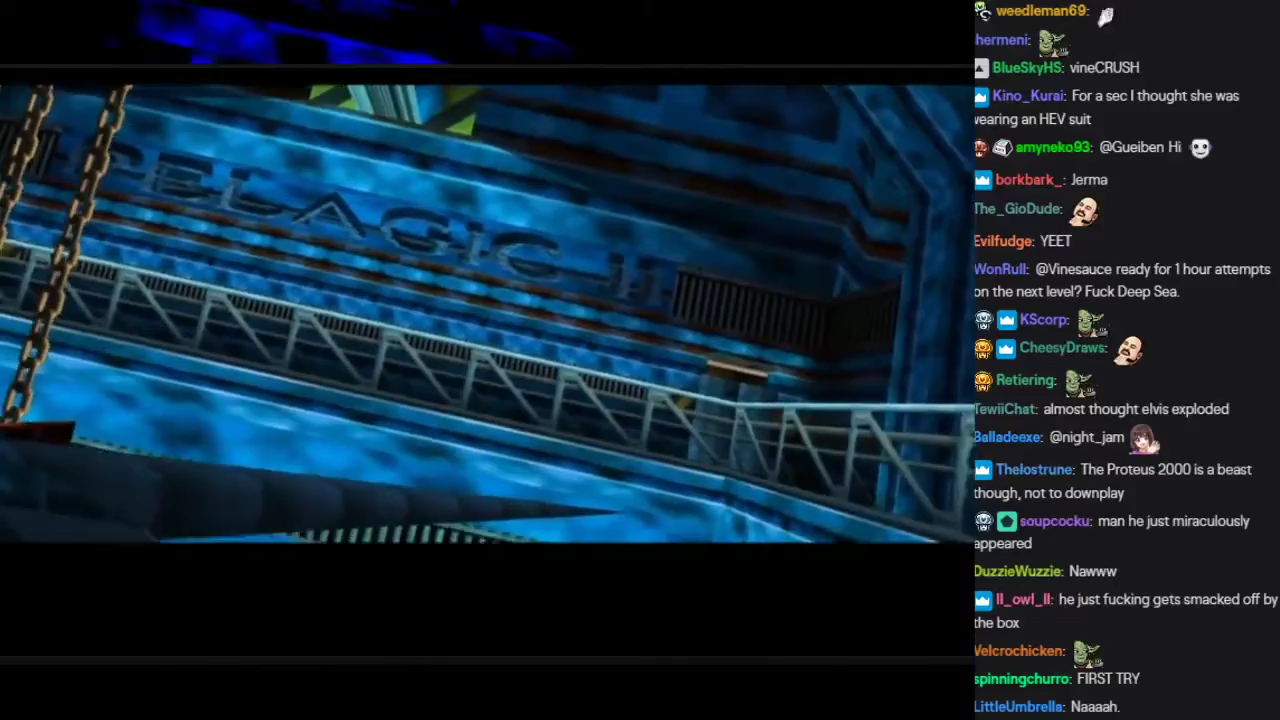 PELAGIC II
weedleman69:
hermeni:
BlueSkyHS: vineCRUSH
Kino_Kurai: For a sec I thought she was
wearing an HEV suit
amyneko93: @Gueiben Hi
borkbark_: Jerma
The_GioDude:
Evilfudge: YEET
WonRull: @Vinesauce ready for 1 hour attempts
on the next level? Fuck Deep Sea.
KScorp:
CheesyDraws:
Retiering:
TewiiChat: almost thought elvis exploded
Balladeexe: @night_jam
Thelostrune: The Proteus 2000 is a beast
though, not to downplay
soupcocku: man he just miraculously
appeared
DuzzieWuzzie: Nawww
ll_owl_ll: he just fucking gets smacked off by
the box
Velcrochicken:
spinningchurro: FIRST TRY
LittleUmbrella: Naaaah.